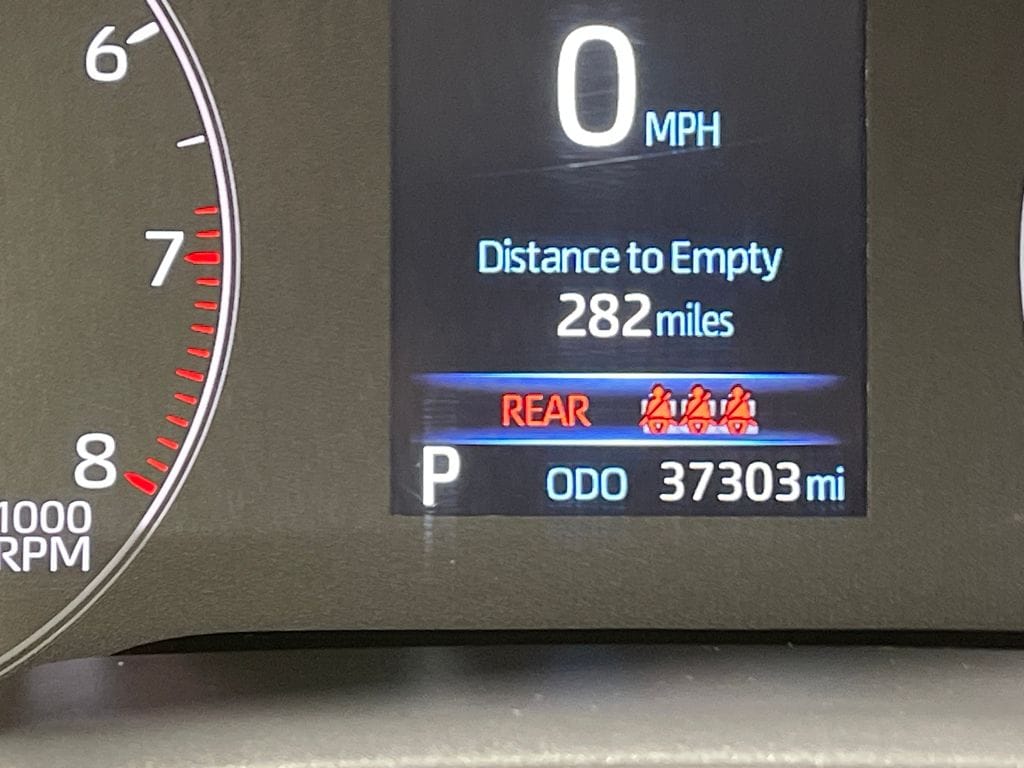 6
7
8
1000
RPM
0 MPH
Distance to Empty
282 miles
REAR
P ODO 37303 mi